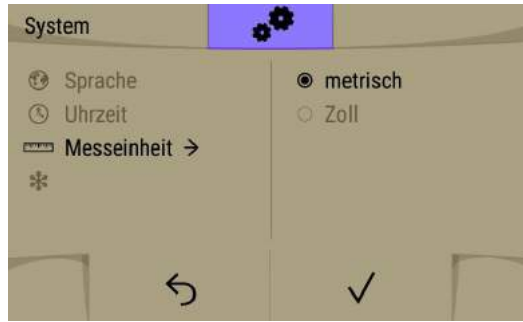 System
Sprache
Uhrzeit
Messeinheit →
metrisch
Zoll